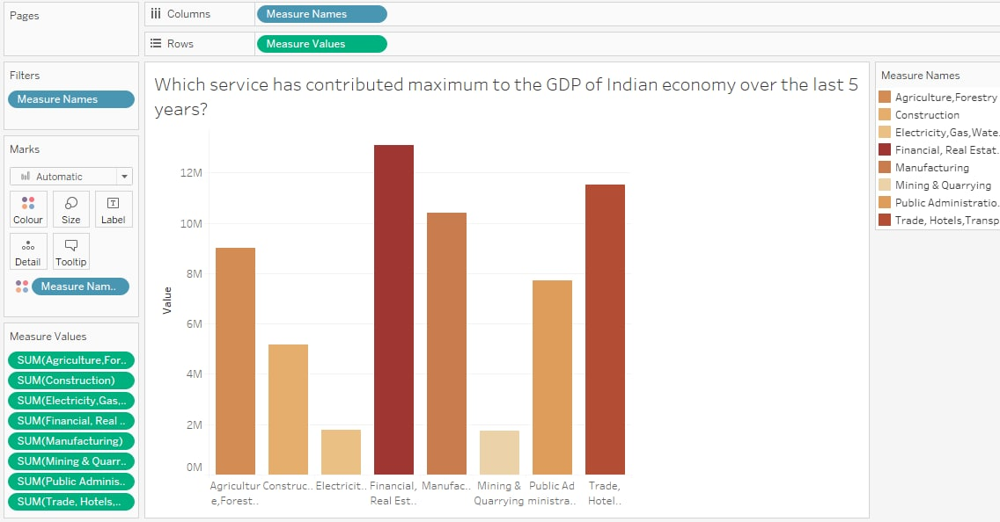 Pages
Columns
Measure Names
Rows
Measure Values
Filters
Measure Names
Marks
Automatic
Colour
Size
Label
Detail
Tooltip
Measure Nam..
Measure Values
SUM(Agriculture,For..
SUM(Construction)
SUM(Electricity,Gas,..
SUM(Financial, Real ..
SUM(Manufacturing)
SUM(Mining & Quarr..
SUM(Public Adminis..
SUM(Trade, Hotels,..
Which service has contributed maximum to the GDP of Indian economy over the last 5
years?
Value
12M
10M
8M
6M
4M
2M
0M
Agricultur
e,Forest..
Construc..
Electricit..
Financial,
Real Est..
Manufac..
Mining &
Quarrying
Public Ad
ministra..
Trade,
Hotel..
Measure Names
Agriculture,Forestry
Construction
Electricity,Gas,Wate.
Financial, Real Estat.
Manufacturing
Mining & Quarrying
Public Administratio.
Trade, Hotels,Transp